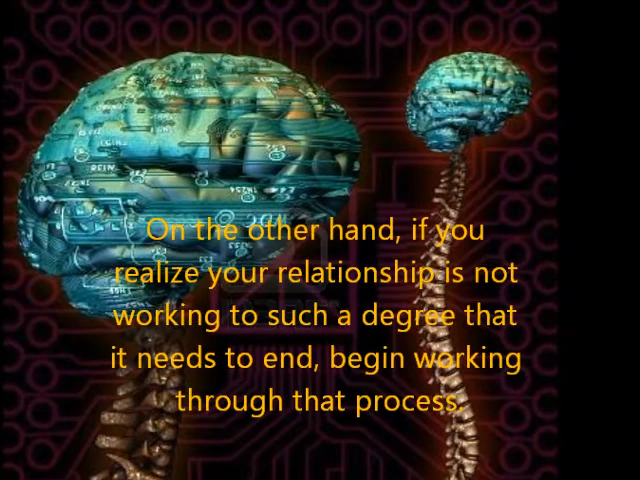 On the other hand, if you
realize your relationship is not
working to such a degree that
it needs to end, begin working
through that process.